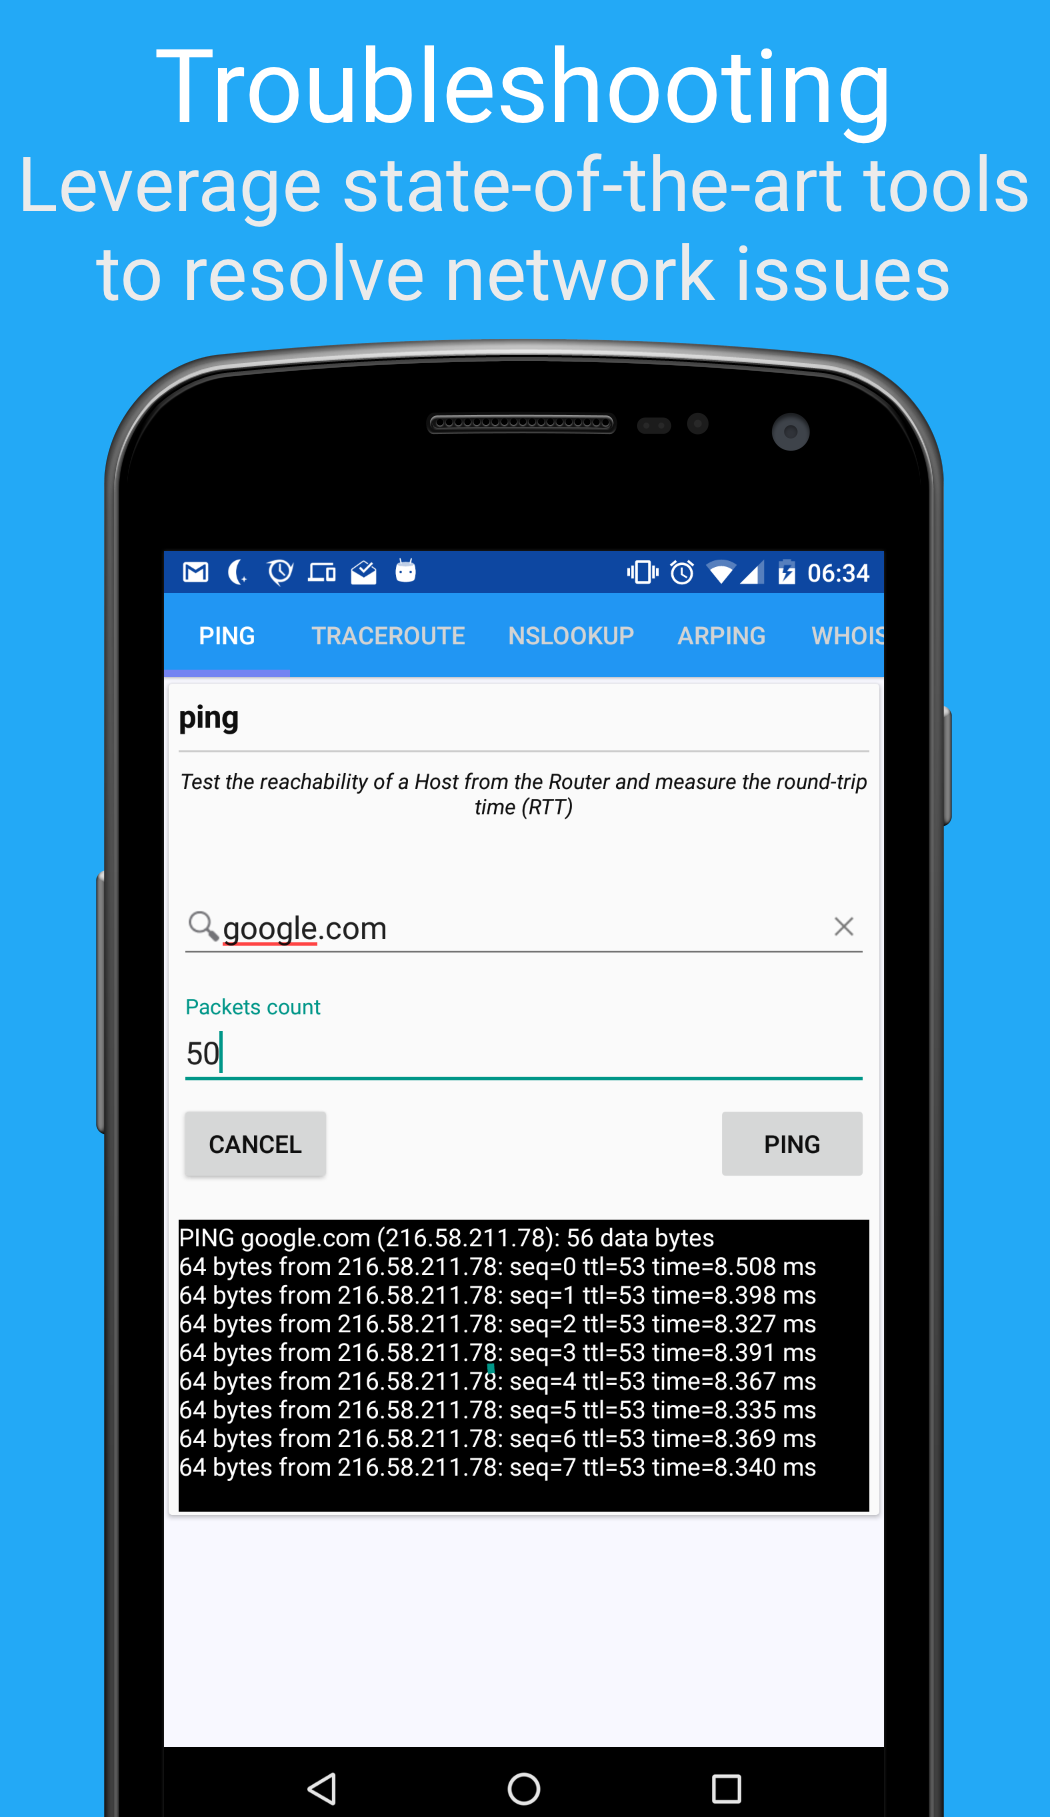 Troubleshooting
Leverage state-of-the-art tools
to resolve network issues
06:34
PING TRACEROUTE NSLOOKUP ARPING WHOIS
ping
Test the reachability of a Host from the Router and measure the round-trip
time (RTT)
google.com
Packets count
50
CANCEL PING
PING google.com (216.58.211.78): 56 data bytes
64 bytes from 216.58.211.78: seq=0 ttl=53 time=8.508 ms
64 bytes from 216.58.211.78: seq=1 ttl=53 time=8.398 ms
64 bytes from 216.58.211.78: seq=2 ttl=53 time=8.327 ms
64 bytes from 216.58.211.78: seq=3 ttl=53 time=8.391 ms
64 bytes from 216.58.211.78: seq=4 ttl=53 time=8.367 ms
64 bytes from 216.58.211.78: seq=5 ttl=53 time=8.335 ms
64 bytes from 216.58.211.78: seq=6 ttl=53 time=8.369 ms
64 bytes from 216.58.211.78: seq=7 ttl=53 time=8.340 ms